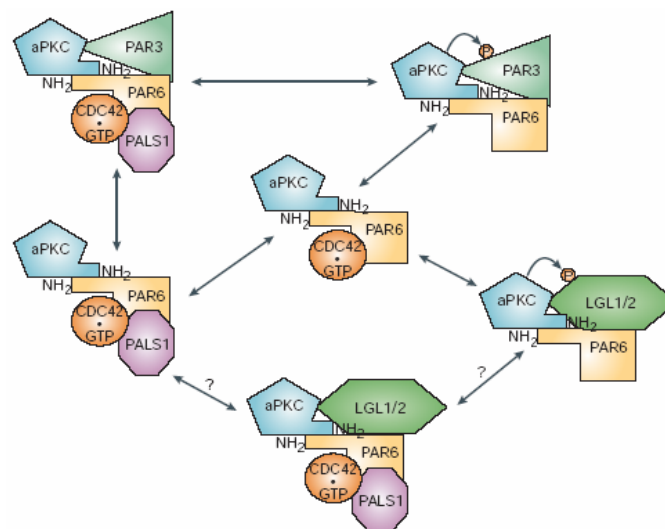 aPKC
PAR3
NH2
NH2
PAR6
CDC42
GTP
PALS1
P
aPKC
PAR3
NH2
NH2
PAR6
aPKC
NH2
NH2
PAR6
CDC42
GTP
aPKC
NH2
NH2
PAR6
CDC42
GTP
PALS1
P
aPKC
LGL1/2
NH2
NH2
PAR6
?
?
aPKC
LGL1/2
NH2
NH2
PAR6
CDC42
GTP
PALS1